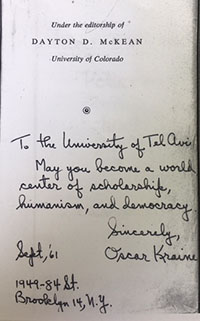 Under the editorship of
DAYTON D. McKEAN
University of Colorado
To the University of Tel Aviv
May you become a world
center of scholarship,
humanism, and democracy.
Sincerely,
Sept, '61 Oscar Kraine
1949-84 St.
Brooklyn 14, N.Y.